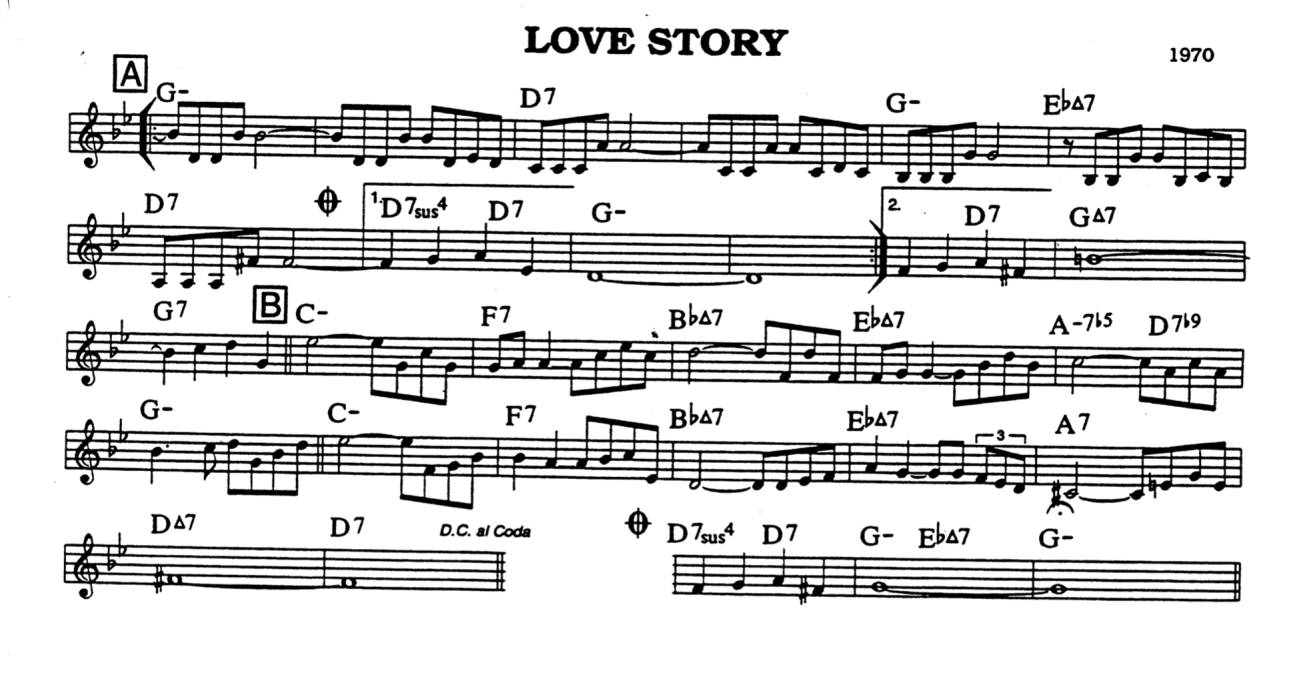 LOVE STORY
1970
A
G- D7 G- E♭Δ7
D7 1. D7sus4 D7 G- 2. D7 GΔ7
G7 B C- F7 B♭Δ7 E♭Δ7 A-7♭5 D7♭9
G- C- F7 B♭Δ7 E♭Δ7 3 A7
DΔ7 D7 D.C. al Coda D7sus4 D7 G- E♭Δ7 G-